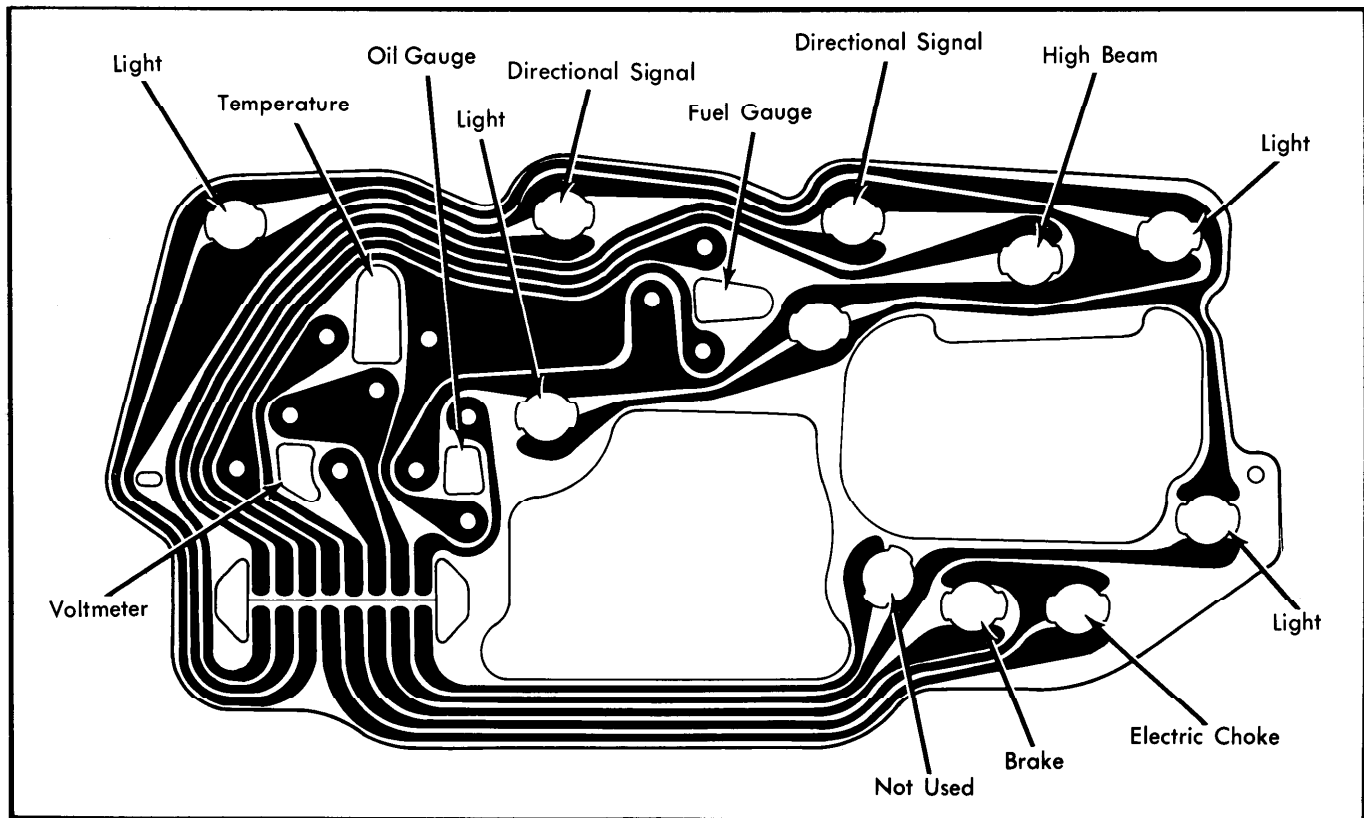 Directional Signal
Oil Gauge
High Beam
Light
Directional Signal
Temperature
Light
Fuel Gauge
Light
Voltmeter
Light
Electric Choke
Brake
Not Used